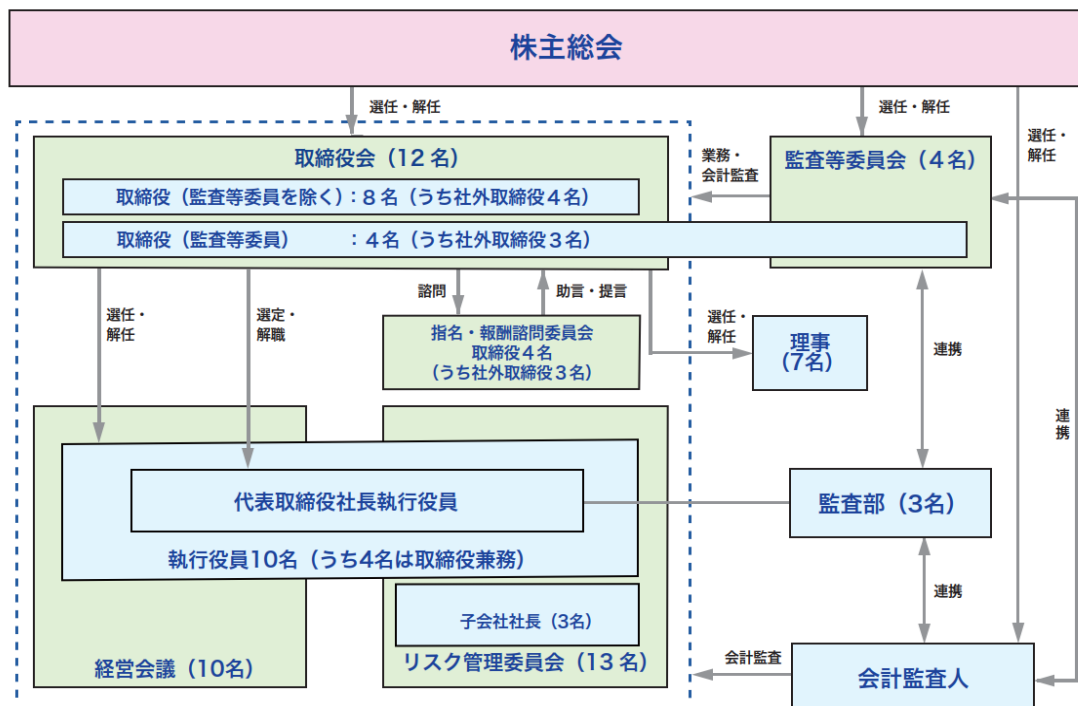 株主総会
選任・解任
選任・解任
選任・
解任
取締役会（12名）
業務・
会計監査
監査等委員会（4名）
取締役（監査等委員を除く）：8名（うち社外取締役4名）
取締役（監査等委員）　　：4名（うち社外取締役3名）
選任・
解任
選定・
解職
諮問
助言・提言
選任・
解任
連携
指名・報酬諮問委員会
取締役4名
（うち社外取締役3名）
理事
（7名）
連
携
代表取締役社長執行役員
監査部（3名）
執行役員10名（うち4名は取締役兼務）
連携
子会社社長（3名）
経営会議（10名）
リスク管理委員会（13名）
会計監査
会計監査人